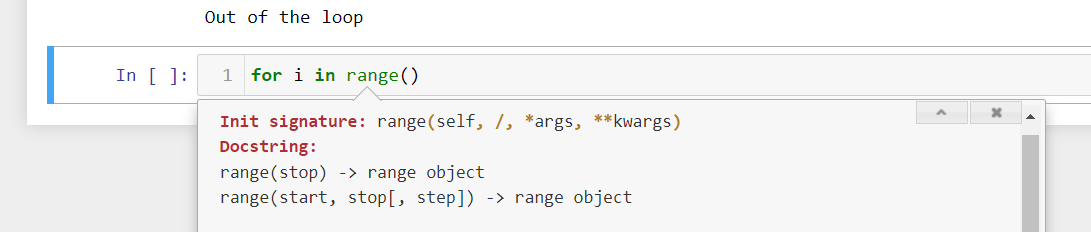 Out of the loop
In [ ]: 1 for i in range()
Init signature: range(self, /, *args, **kwargs)
Docstring:
range(stop) -> range object
range(start, stop[, step]) -> range object